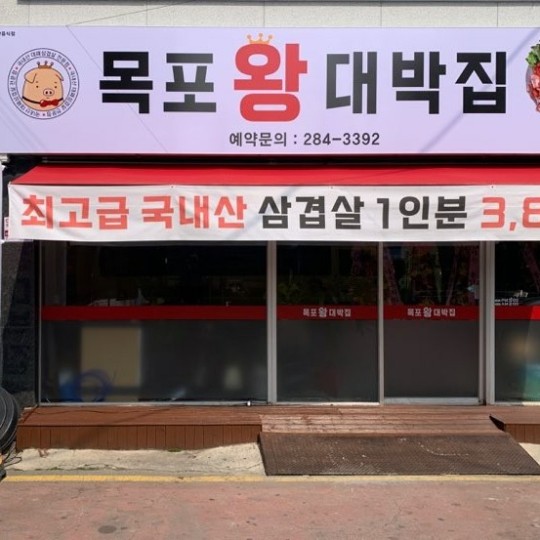 목포왕대박집
예약문의 : 284-3392
최고급 국내산 삼겹살 1인분 3,8
목포왕대박집
목포왕대박집